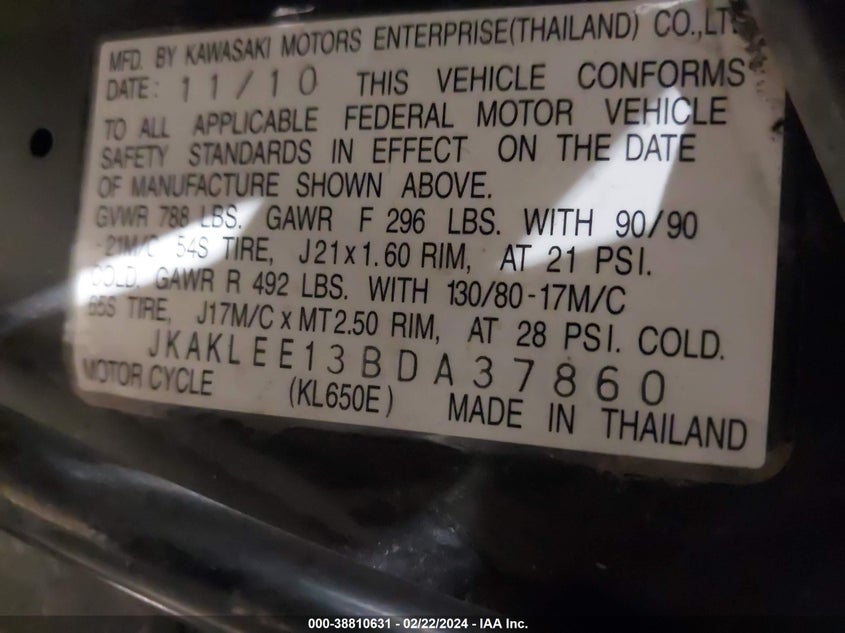 MFD. BY KAWASAKI MOTORS ENTERPRISE(THAILAND) CO.,LT
DATE: 11/10 THIS VEHICLE CONFORMS
TO ALL APPLICABLE FEDERAL MOTOR VEHICLE
SAFETY STANDARDS IN EFFECT ON THE DATE
OF MANUFACTURE SHOWN ABOVE.
GVWR 788 LBS. GAWR F 296 LBS. WITH 90/90
-21M/C 54S TIRE, J21x1.60 RIM, AT 21 PSI.
COLD. GAWR R 492 LBS. WITH 130/80-17M/C
65S TIRE, J17M/C x MT2.50 RIM, AT 28 PSI. COLD.
JKAKLEE13BDA37860
MOTOR CYCLE (KL650E) MADE IN THAILAND
000-38810631 - 02/22/2024 - IAA Inc.